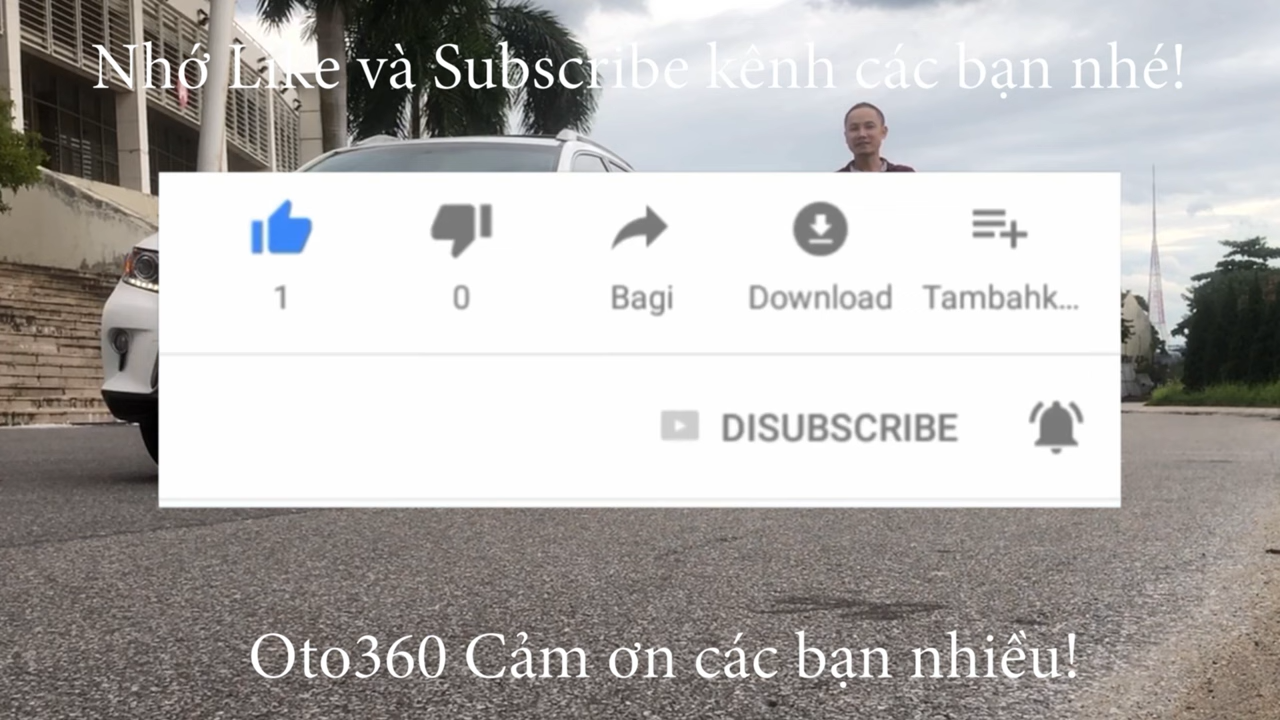 Nhớ Like và Subscribe kênh các bạn nhé!
1 0 Bagi Download Tambahk...
DISUBSCRIBE
Oto360 Cảm ơn các bạn nhiều!